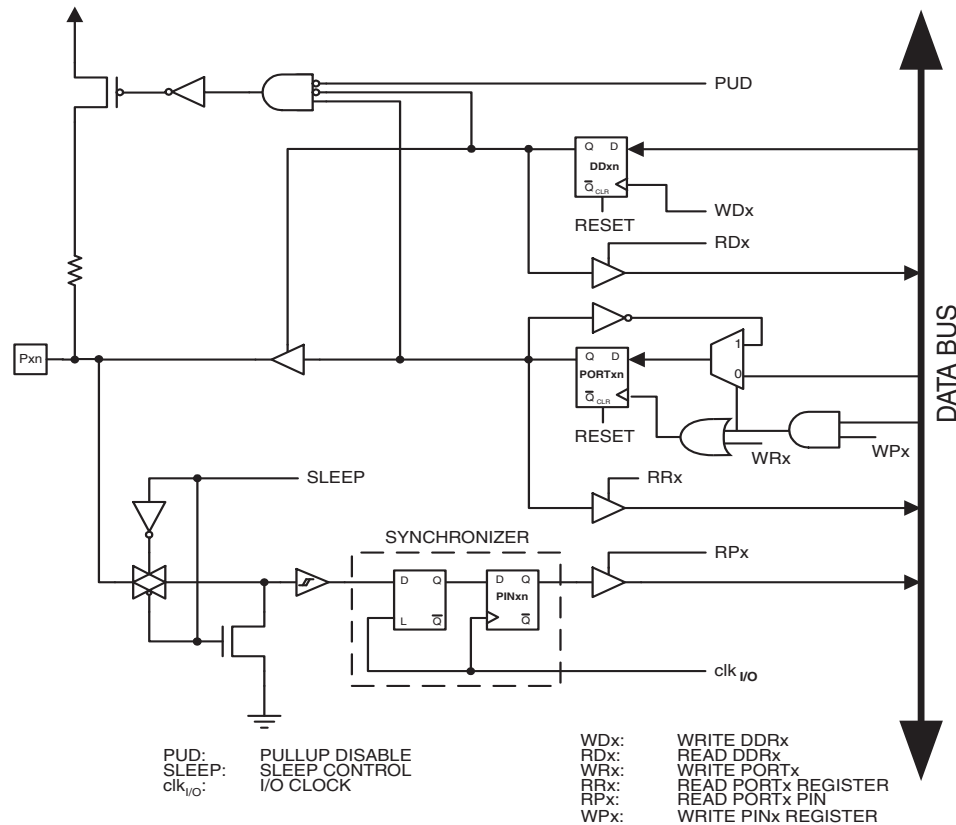 PUD
Q D
DDxn
Q CLR
WDx
RESET
RDx
1
Pxn
Q D
0
PORTxn
Q CLR
RESET
WRx
WPx
SLEEP
RRx
SYNCHRONIZER
RPx
D Q
D Q
PINxn
L Q
Q
clk I/O
DATA BUS
PUD: PULLUP DISABLE
SLEEP: SLEEP CONTROL
clkI/O: I/O CLOCK
WDx: WRITE DDRx
RDx: READ DDRx
WRx: WRITE PORTx
RRx: READ PORTx REGISTER
RPx: READ PORTx PIN
WPx: WRITE PINx REGISTER